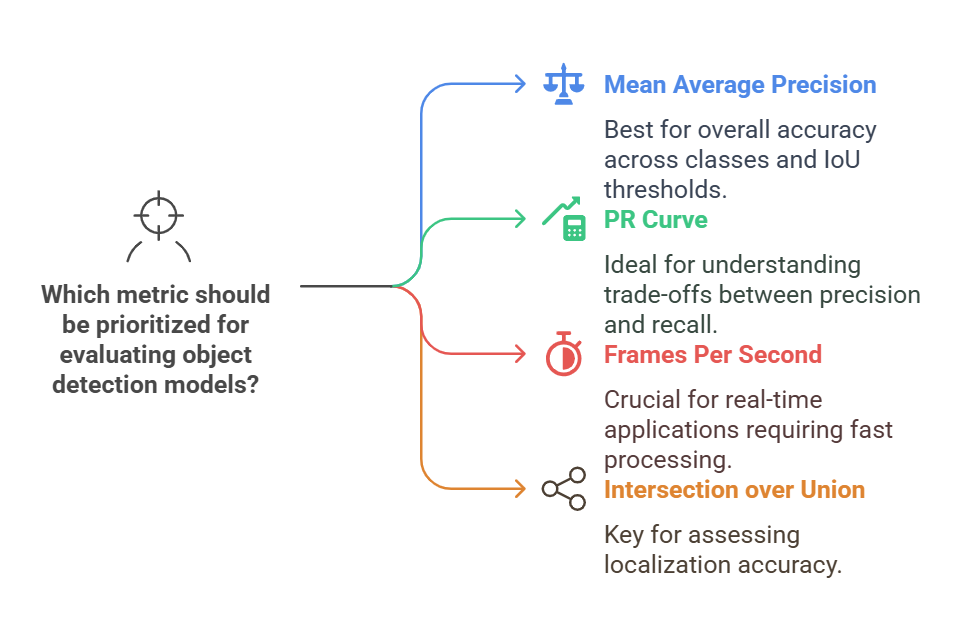 Which metric should
be prioritized for
evaluating object
detection models?
Mean Average Precision
Best for overall accuracy
across classes and IoU
thresholds.
PR Curve
Ideal for understanding
trade-offs between precision
and recall.
Frames Per Second
Crucial for real-time
applications requiring fast
processing.
Intersection over Union
Key for assessing
localization accuracy.